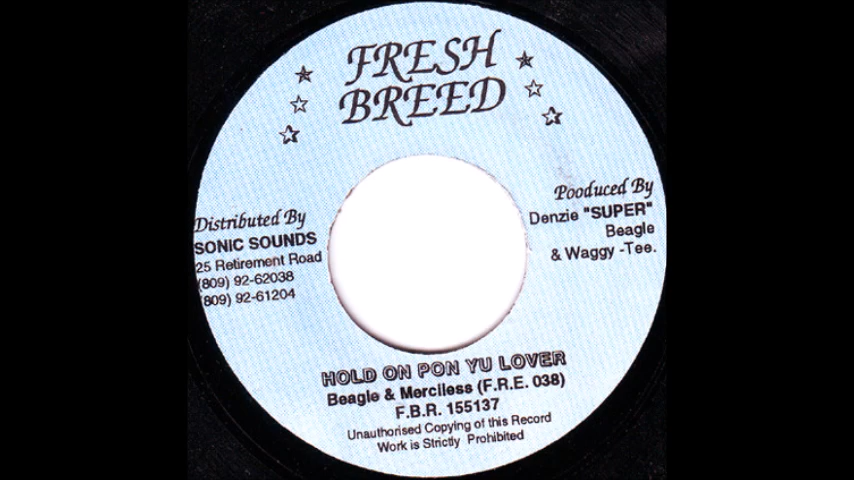 FRESH
BREED
Distributed By
SONIC SOUNDS
25 Retirement Road
(809) 92-62038
(809) 92-61204
Pooduced By
Denzie "SUPER"
Beagle
& Waggy -Tee.
HOLD ON PON YU LOVER
Beagle & Merciless (F.R.E. 038)
F.B.R. 155137
Unauthorised Copying of this Record
Work is Strictly Prohibited